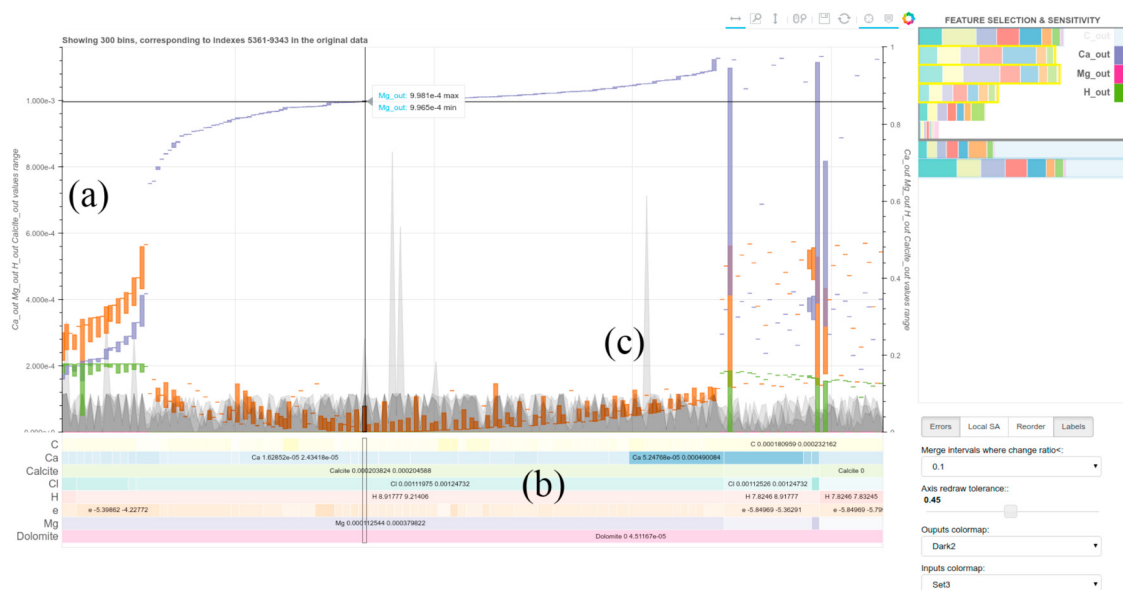 Showing 300 bins, corresponding to indexes 5361-9343 in the original data
FEATURE SELECTION & SENSITIVITY
C_out
Ca_out
Mg_out
H_out
Mg_out: 9.981e-4 max
Mg_out: 9.965e-4 min
1.000e-3
8.000e-4
6.000e-4
4.000e-4
2.000e-4
0.000e+0
Ca_out Mg_out H_out Calcite_out values range
1
0.8
0.6
0.4
0.2
0
Ca_out Mg_out H_out Calcite_out values range
(a)
(c)
(b)
C
C 0.000180959 0.000232162
Ca
Ca 1.62852e-05 2.43418e-05
Ca 5.24768e-05 0.000490084
Calcite
Calcite 0.000203824 0.000204588
Calcite 0
Cl
Cl 0.00111975 0.00124732
Cl 0.00112526 0.00124732
H
H 8.91777 9.21406
H 7.8246 8.91777
H 7.8246 7.83245
e
e -5.39862 -4.22772
e -5.84969 -5.36291
e -5.84969 -5.79
Mg
Mg 0.000112544 0.000379822
Dolomite
Dolomite 0 4.51167e-05
Errors
Local SA
Reorder
Labels
Merge intervals where change ratio<:
0.1
Axis redraw tolerance::
0.45
Ouputs colormap:
Dark2
Inputs colormap:
Set3